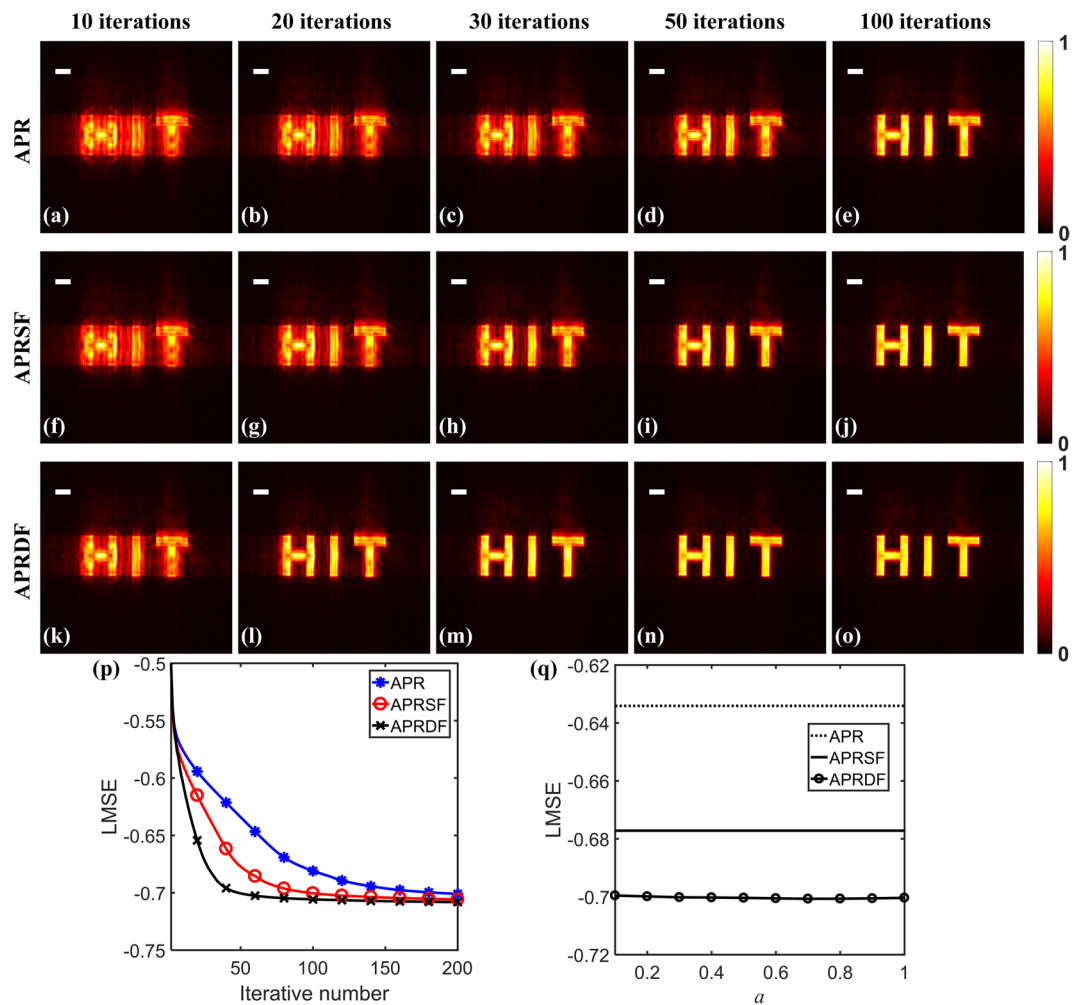 10 iterations 20 iterations 30 iterations 50 iterations 100 iterations
APR
HIT HIT HIT HIT HIT
(a) (b) (c) (d) (e)
1
0
APRSF
HIT HIT HIT HIT HIT
(f) (g) (h) (i) (j)
1
0
APRDF
HIT HIT HIT HIT HIT
(k) (l) (m) (n) (o)
1
0
(p)
-0.5
-0.55
-0.6
-0.65
-0.7
-0.75
LMSE
APR
APRSF
APRDF
50 100 150 200
Iterative number
(q)
-0.62
-0.64
-0.66
-0.68
-0.7
-0.72
LMSE
APR
APRSF
APRDF
0.2 0.4 0.6 0.8 1
a